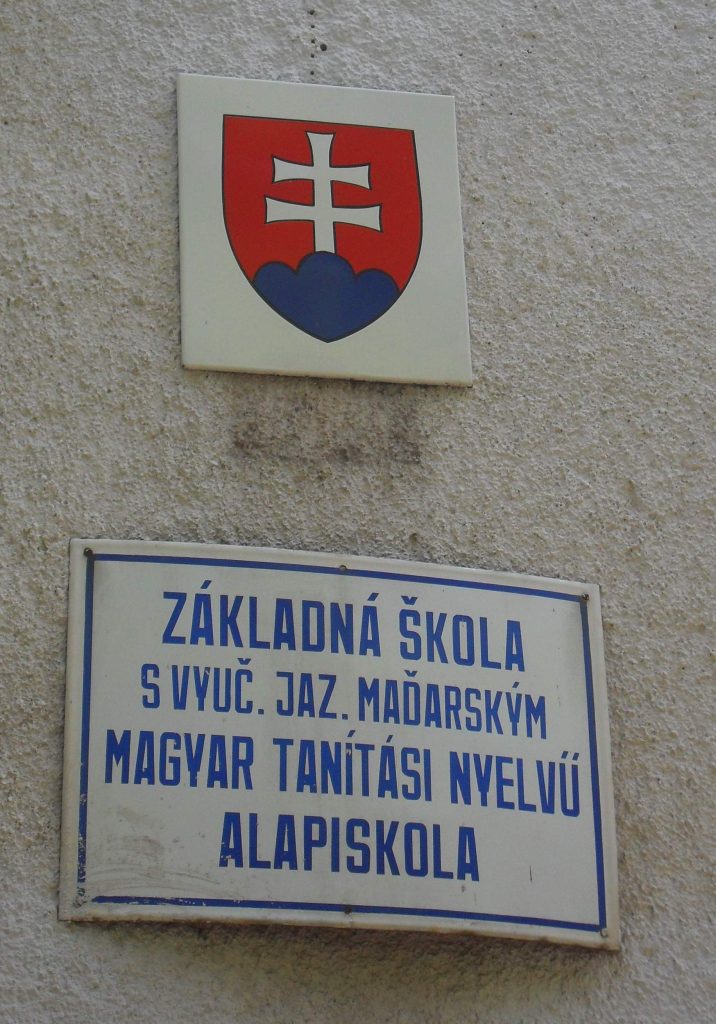 ZÁKLADNÁ ŠKOLA
S VYUČ. JAZ. MAĎARSKÝM
MAGYAR TANÍTÁSI NYELVŰ
ALAPISKOLA